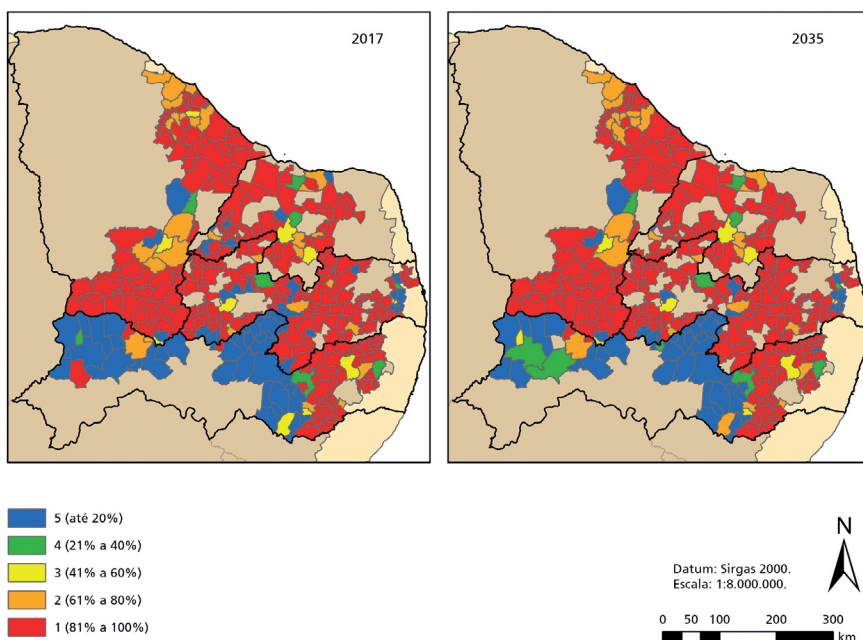 2017
2035
5 (até 20%)
4 (21% a 40%)
3 (41% a 60%)
2 (61% a 80%)
1 (81% a 100%)
Datum: Sirgas 2000.
Escala: 1:8.000.000.
N
0 50 100 200 300
km